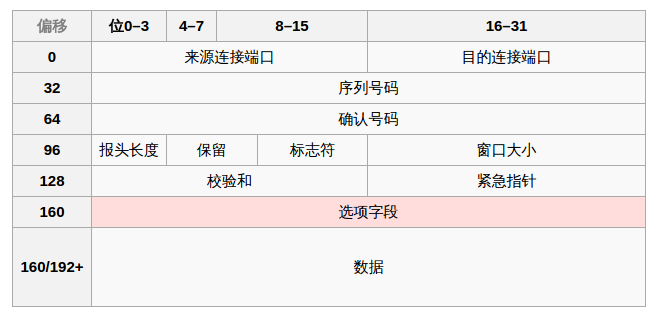 偏移 位0–3 4–7 8–15 16–31
0 来源连接端口 目的连接端口
32 序列号码
64 确认号码
96 报头长度 保留 标志符 窗口大小
128 校验和 紧急指针
160 选项字段
160/192+ 数据